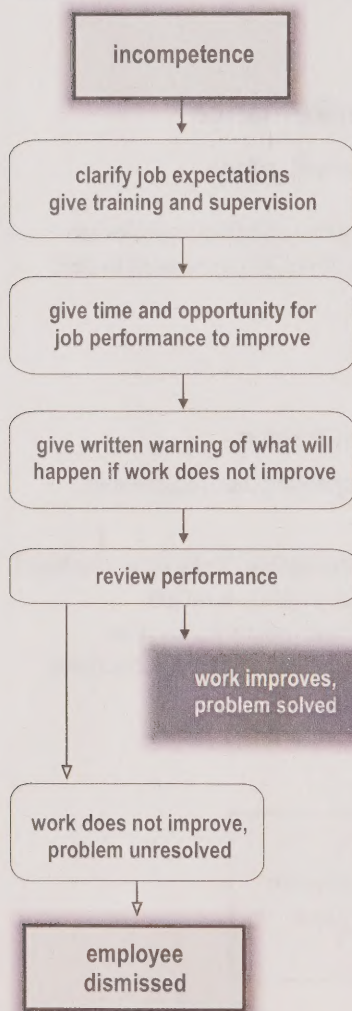 incompetence
clarify job expectations
give training and supervision
give time and opportunity for
job performance to improve
give written warning of what will
happen if work does not improve
review performance
work improves,
problem solved
work does not improve,
problem unresolved
employee
dismissed